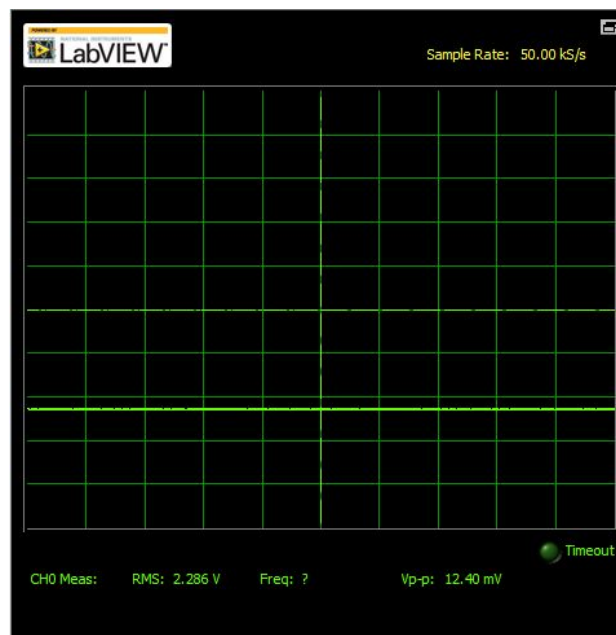 POWERED BY
NATIONAL INSTRUMENTS
LabVIEW™
Sample Rate: 50.00 kS/s
Timeout
CH0 Meas: RMS: 2.286 V Freq: ? Vp-p: 12.40 mV